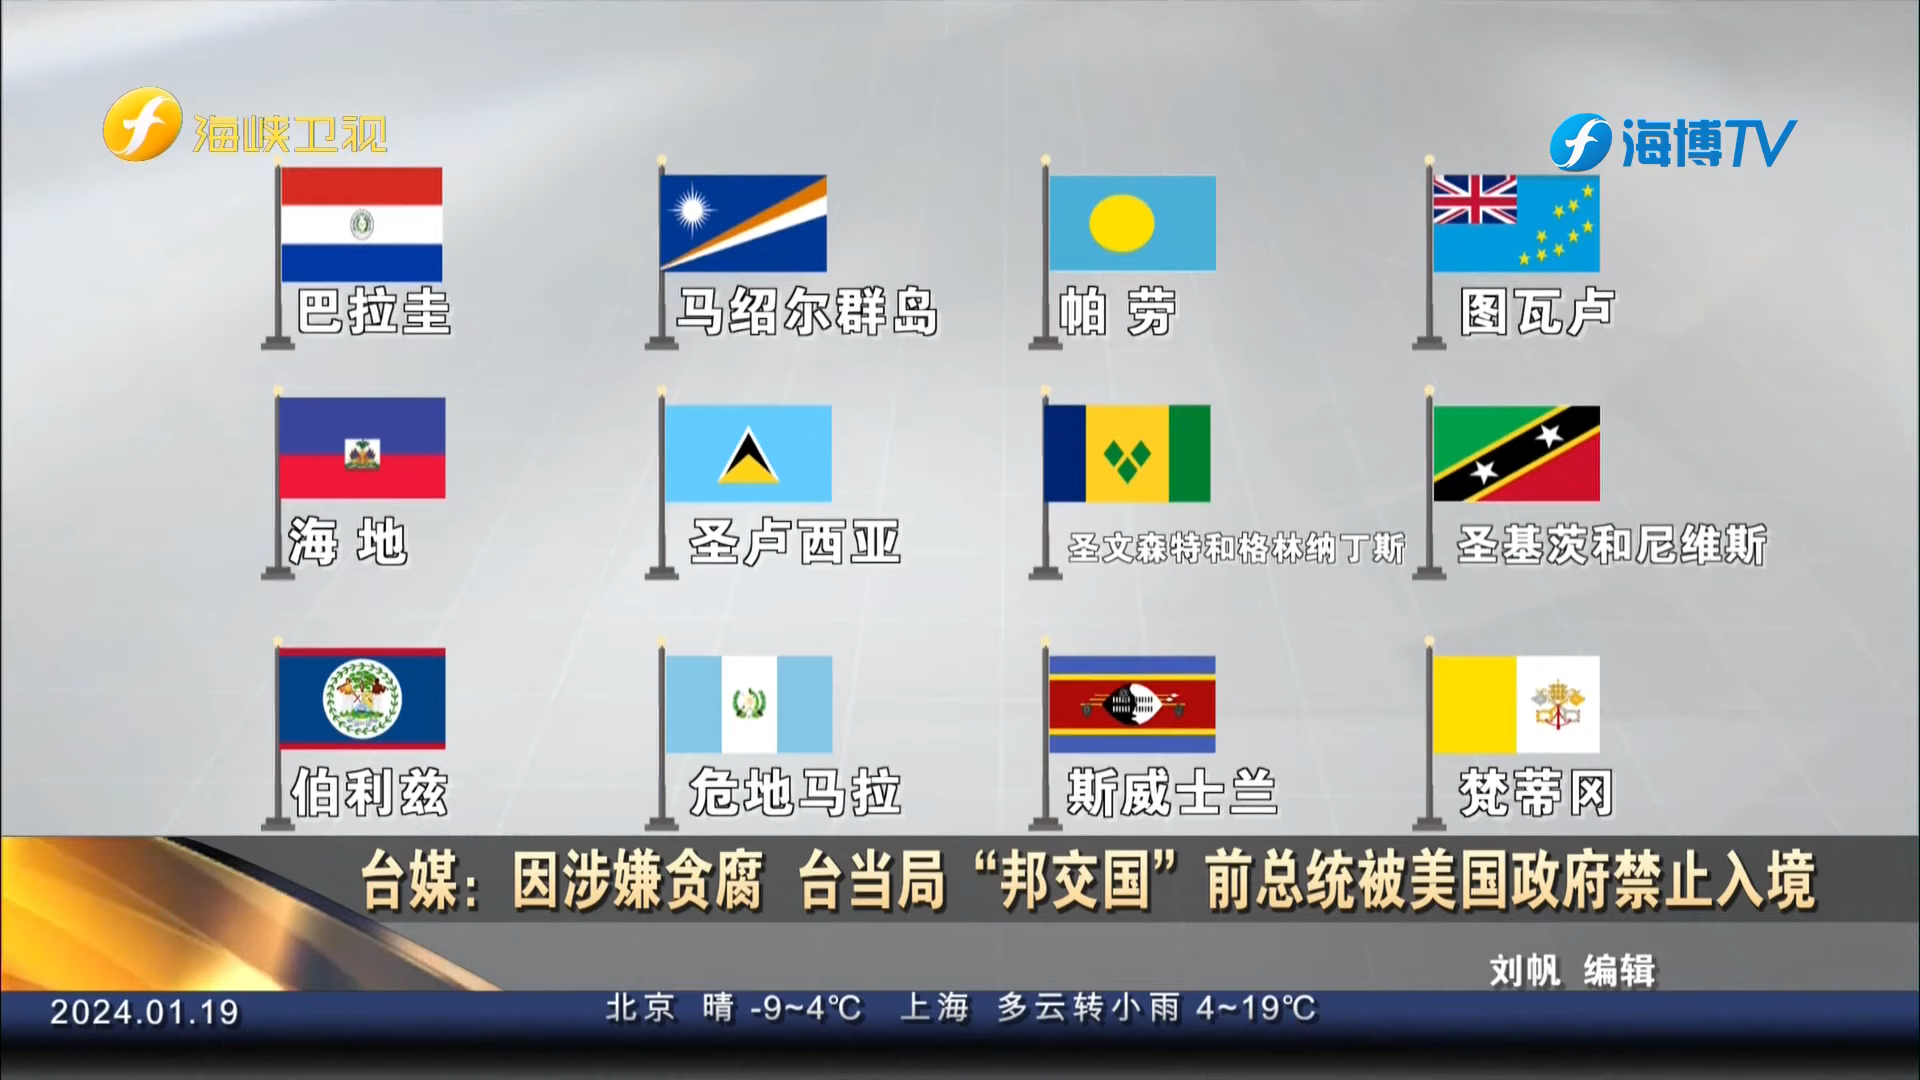 海峡卫视
海博TV
巴拉圭
马绍尔群岛
帕 劳
图瓦卢
海 地
圣卢西亚
圣文森特和格林纳丁斯
圣基茨和尼维斯
伯利兹
危地马拉
斯威士兰
梵蒂冈
台媒：因涉嫌贪腐 台当局“邦交国”前总统被美国政府禁止入境
刘帆 编辑
2024.01.19
北京 晴 -9~4℃ 上海 多云转小雨 4~19℃